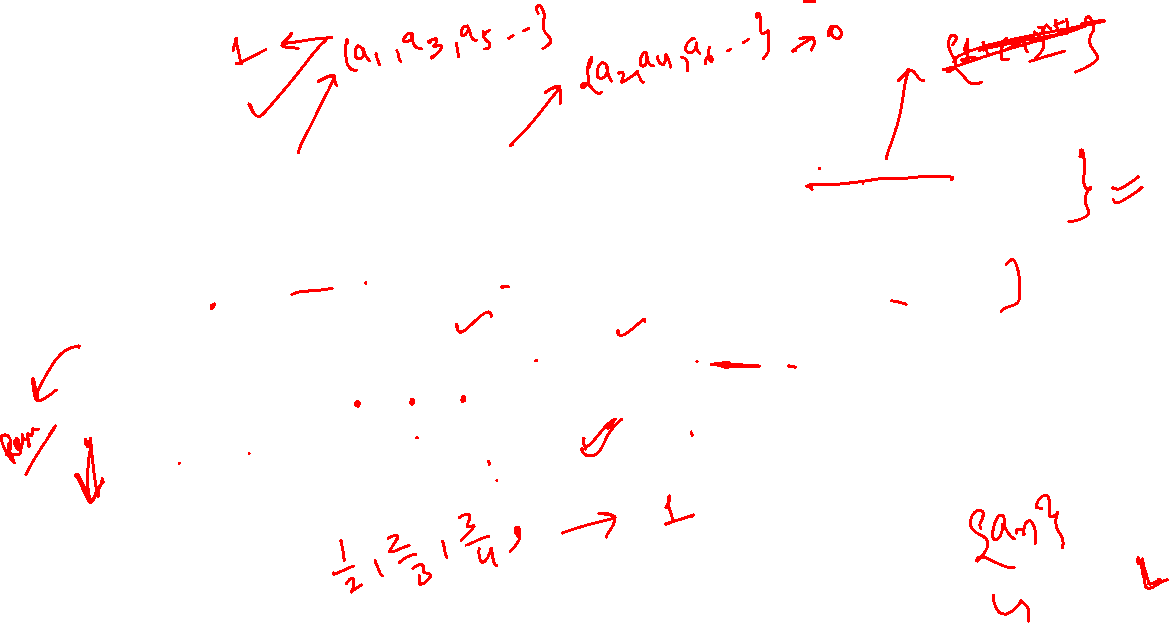 1 ← {a₁, a₃, a₅ ...}
{a₂, a₄, a₆ ...} → 0
} =
1/2, 2/3, 3/4, → 1
{aₙ}
L